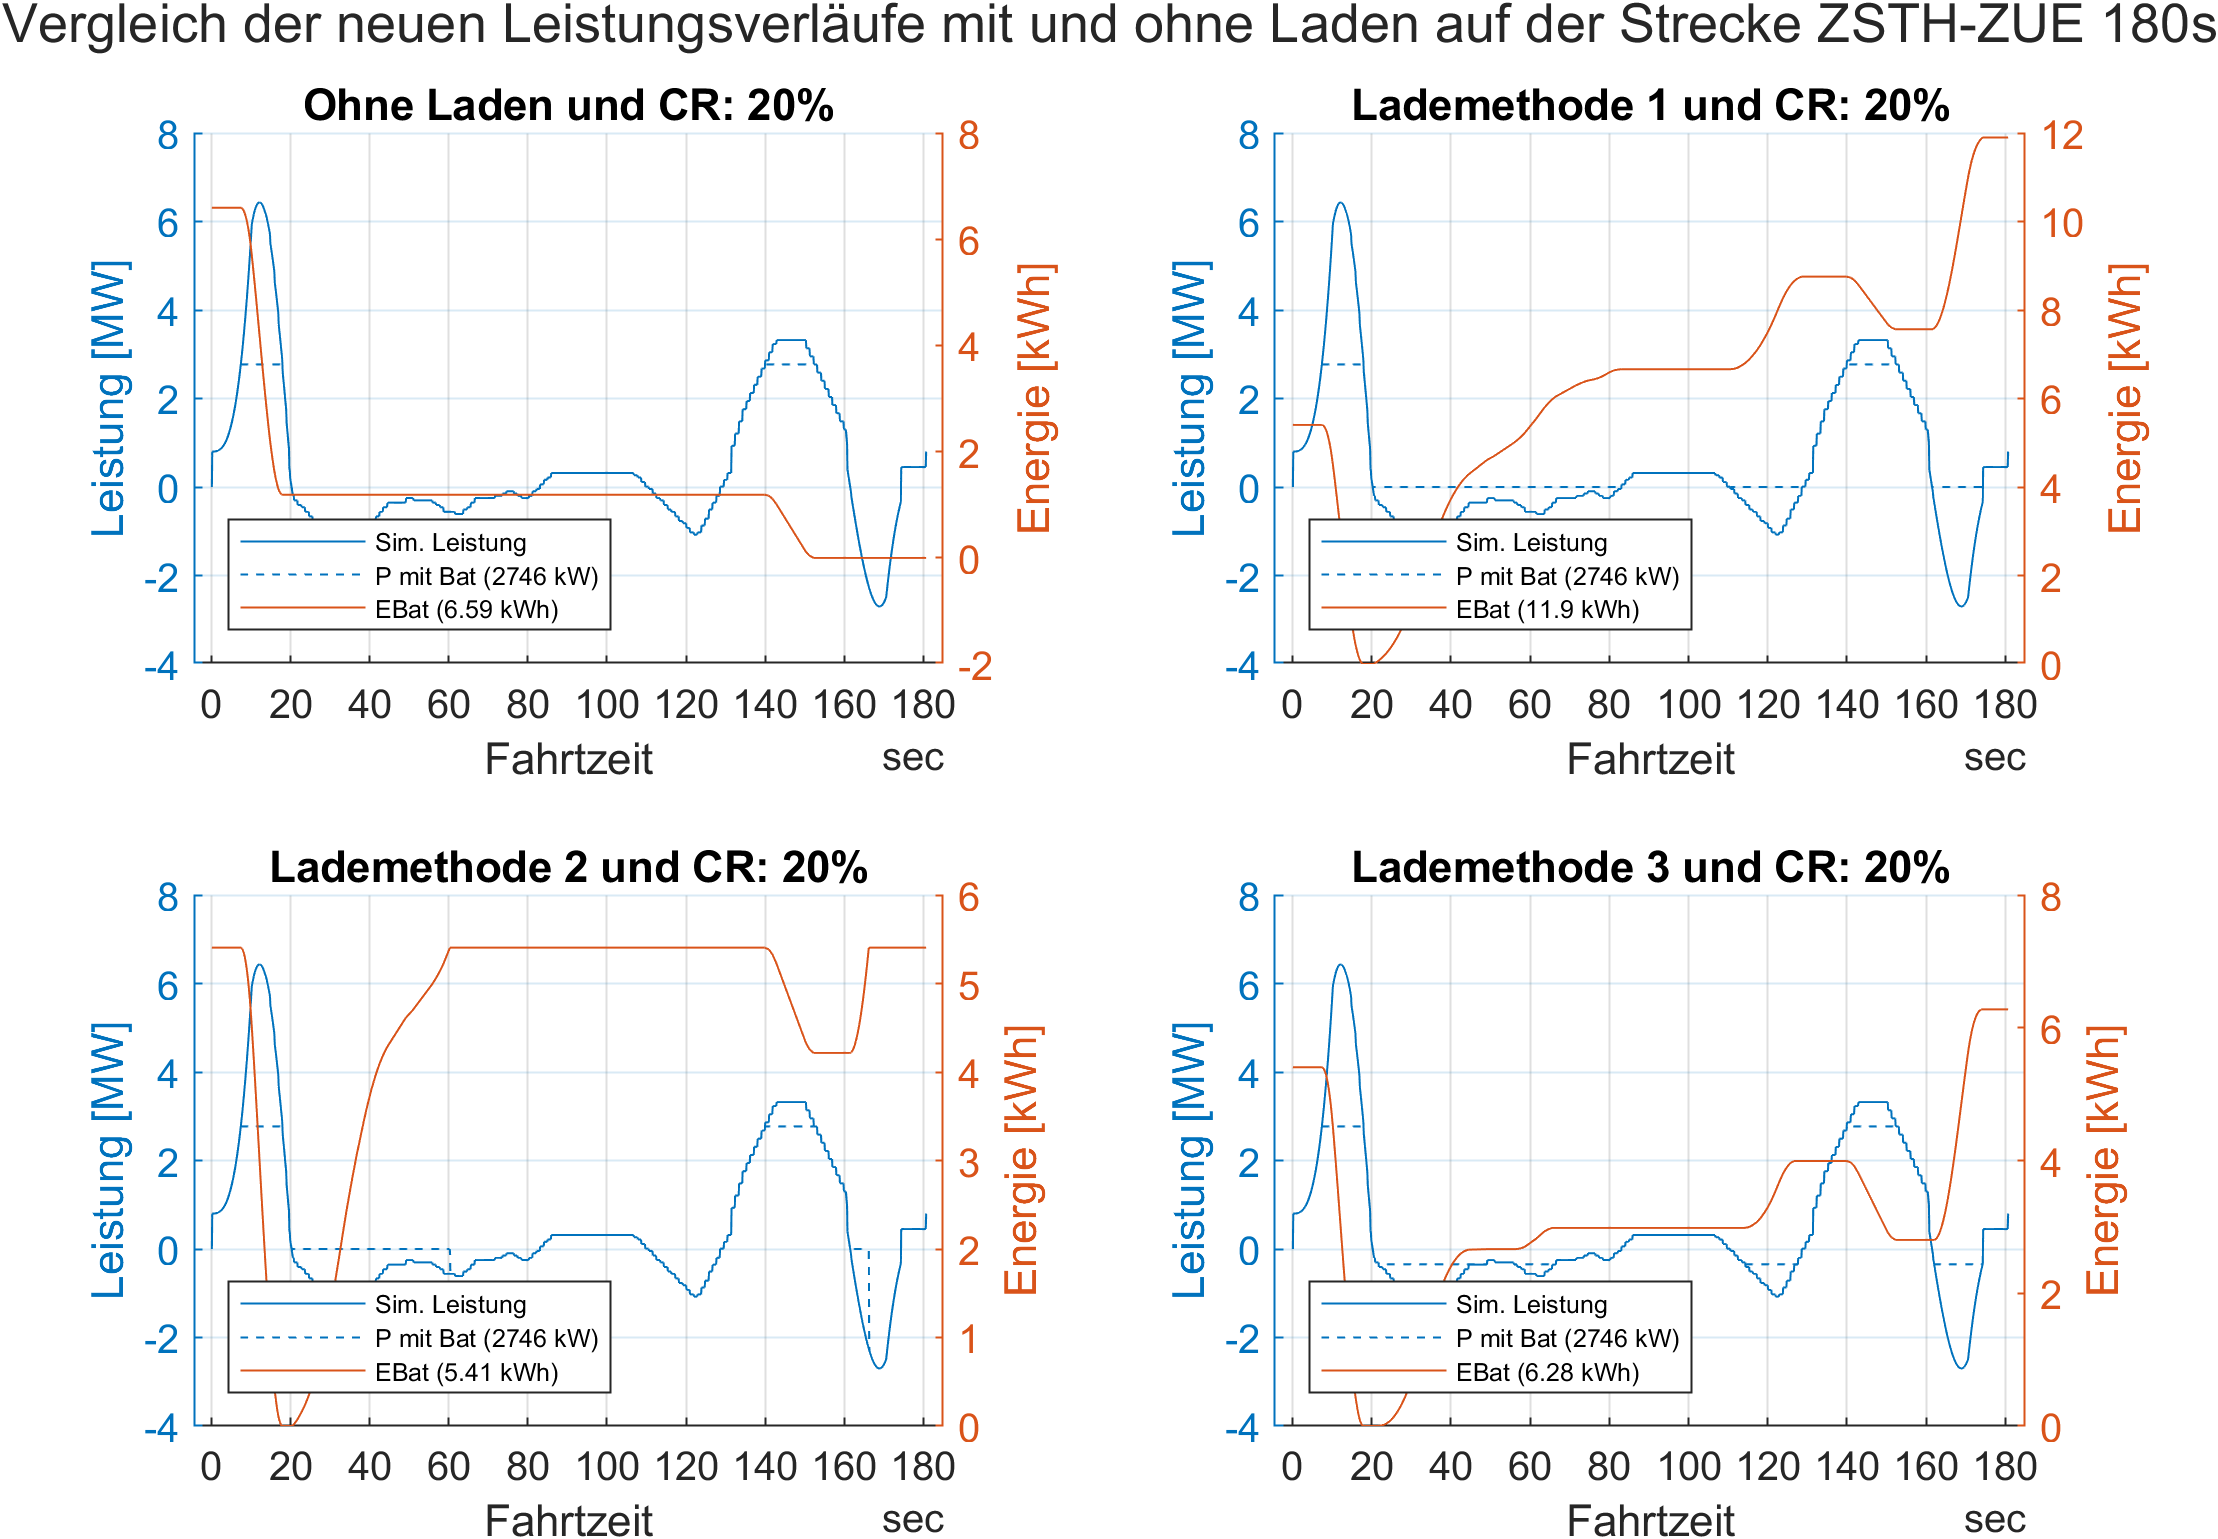 Vergleich der neuen Leistungsverläufe mit und ohne Laden auf der Strecke ZSTH-ZUE 180s
Ohne Laden und CR: 20%
8
6
4
2
0
-2
-4
Leistung [MW]
8
6
4
2
0
-2
Energie [kWh]
Sim. Leistung
P mit Bat (2746 kW)
EBat (6.59 kWh)
0 20 40 60 80 100 120 140 160 180
Fahrtzeit
sec
Lademethode 1 und CR: 20%
8
6
4
2
0
-2
-4
Leistung [MW]
12
10
8
6
4
2
0
Energie [kWh]
Sim. Leistung
P mit Bat (2746 kW)
EBat (11.9 kWh)
0 20 40 60 80 100 120 140 160 180
Fahrtzeit
sec
Lademethode 2 und CR: 20%
8
6
4
2
0
-2
-4
Leistung [MW]
6
5
4
3
2
1
0
Energie [kWh]
Sim. Leistung
P mit Bat (2746 kW)
EBat (5.41 kWh)
0 20 40 60 80 100 120 140 160 180
Fahrtzeit
sec
Lademethode 3 und CR: 20%
8
6
4
2
0
-2
-4
Leistung [MW]
8
6
4
2
0
Energie [kWh]
Sim. Leistung
P mit Bat (2746 kW)
EBat (6.28 kWh)
0 20 40 60 80 100 120 140 160 180
Fahrtzeit
sec